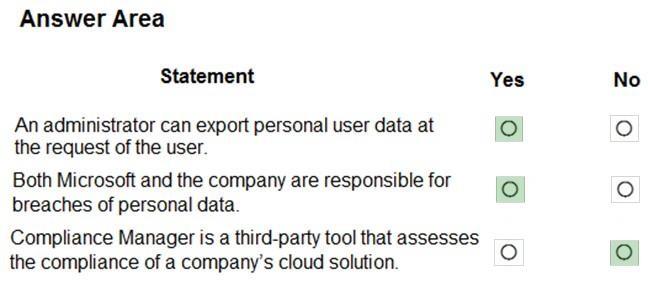 Answer Area
Statement Yes No
An administrator can export personal user data at
the request of the user.
Both Microsoft and the company are responsible for
breaches of personal data.
Compliance Manager is a third-party tool that assesses
the compliance of a company’s cloud solution.